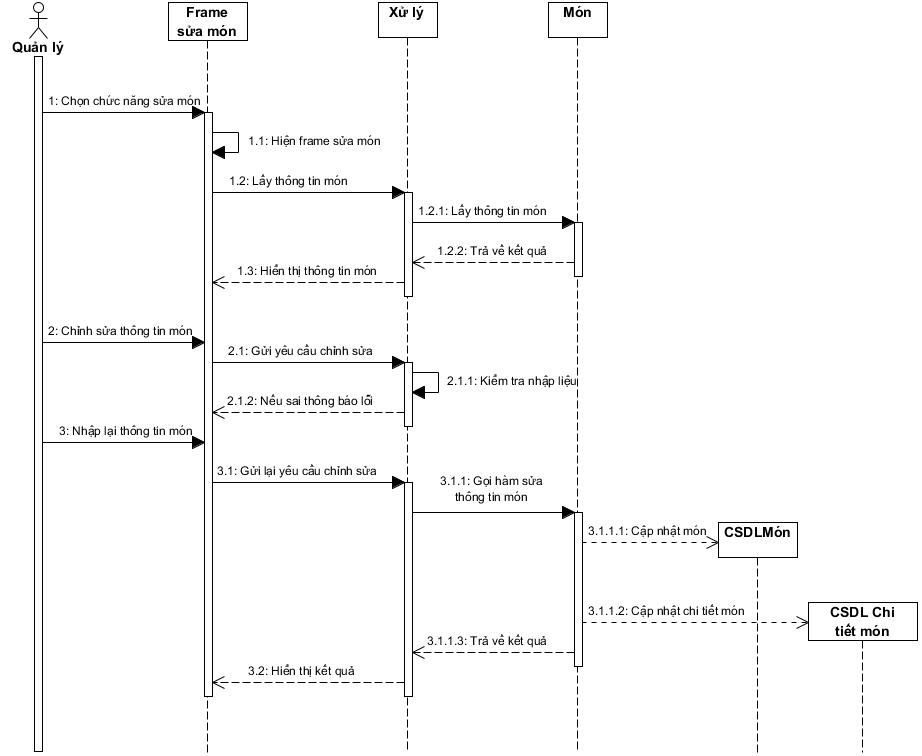 Quản lý
Frame
sửa món
Xử lý
Món
1: Chọn chức năng sửa món
1.1: Hiện frame sửa món
1.2: Lấy thông tin món
1.2.1: Lấy thông tin món
1.2.2: Trả về kết quả
1.3: Hiển thị thông tin món
2: Chỉnh sửa thông tin món
2.1: Gửi yêu cầu chỉnh sửa
2.1.1: Kiểm tra nhập liệu
2.1.2: Nếu sai thông báo lỗi
3: Nhập lại thông tin món
3.1: Gửi lại yêu cầu chỉnh sửa
3.1.1: Gọi hàm sửa
thông tin món
3.1.1.1: Cập nhật món
CSDLMón
3.1.1.2: Cập nhật chi tiết món
CSDL Chi
tiết món
3.1.1.3: Trả về kết quả
3.2: Hiển thị kết quả